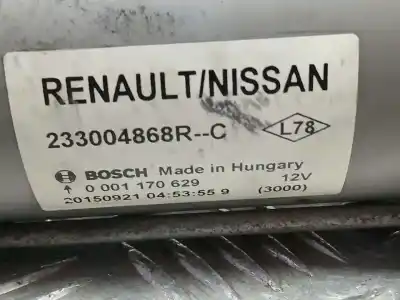 RENAULT/NISSAN
233004868R--C L78
BOSCH Made in Hungary
0 001 170 629 12V
20150921 04:53:55 9 (3000)